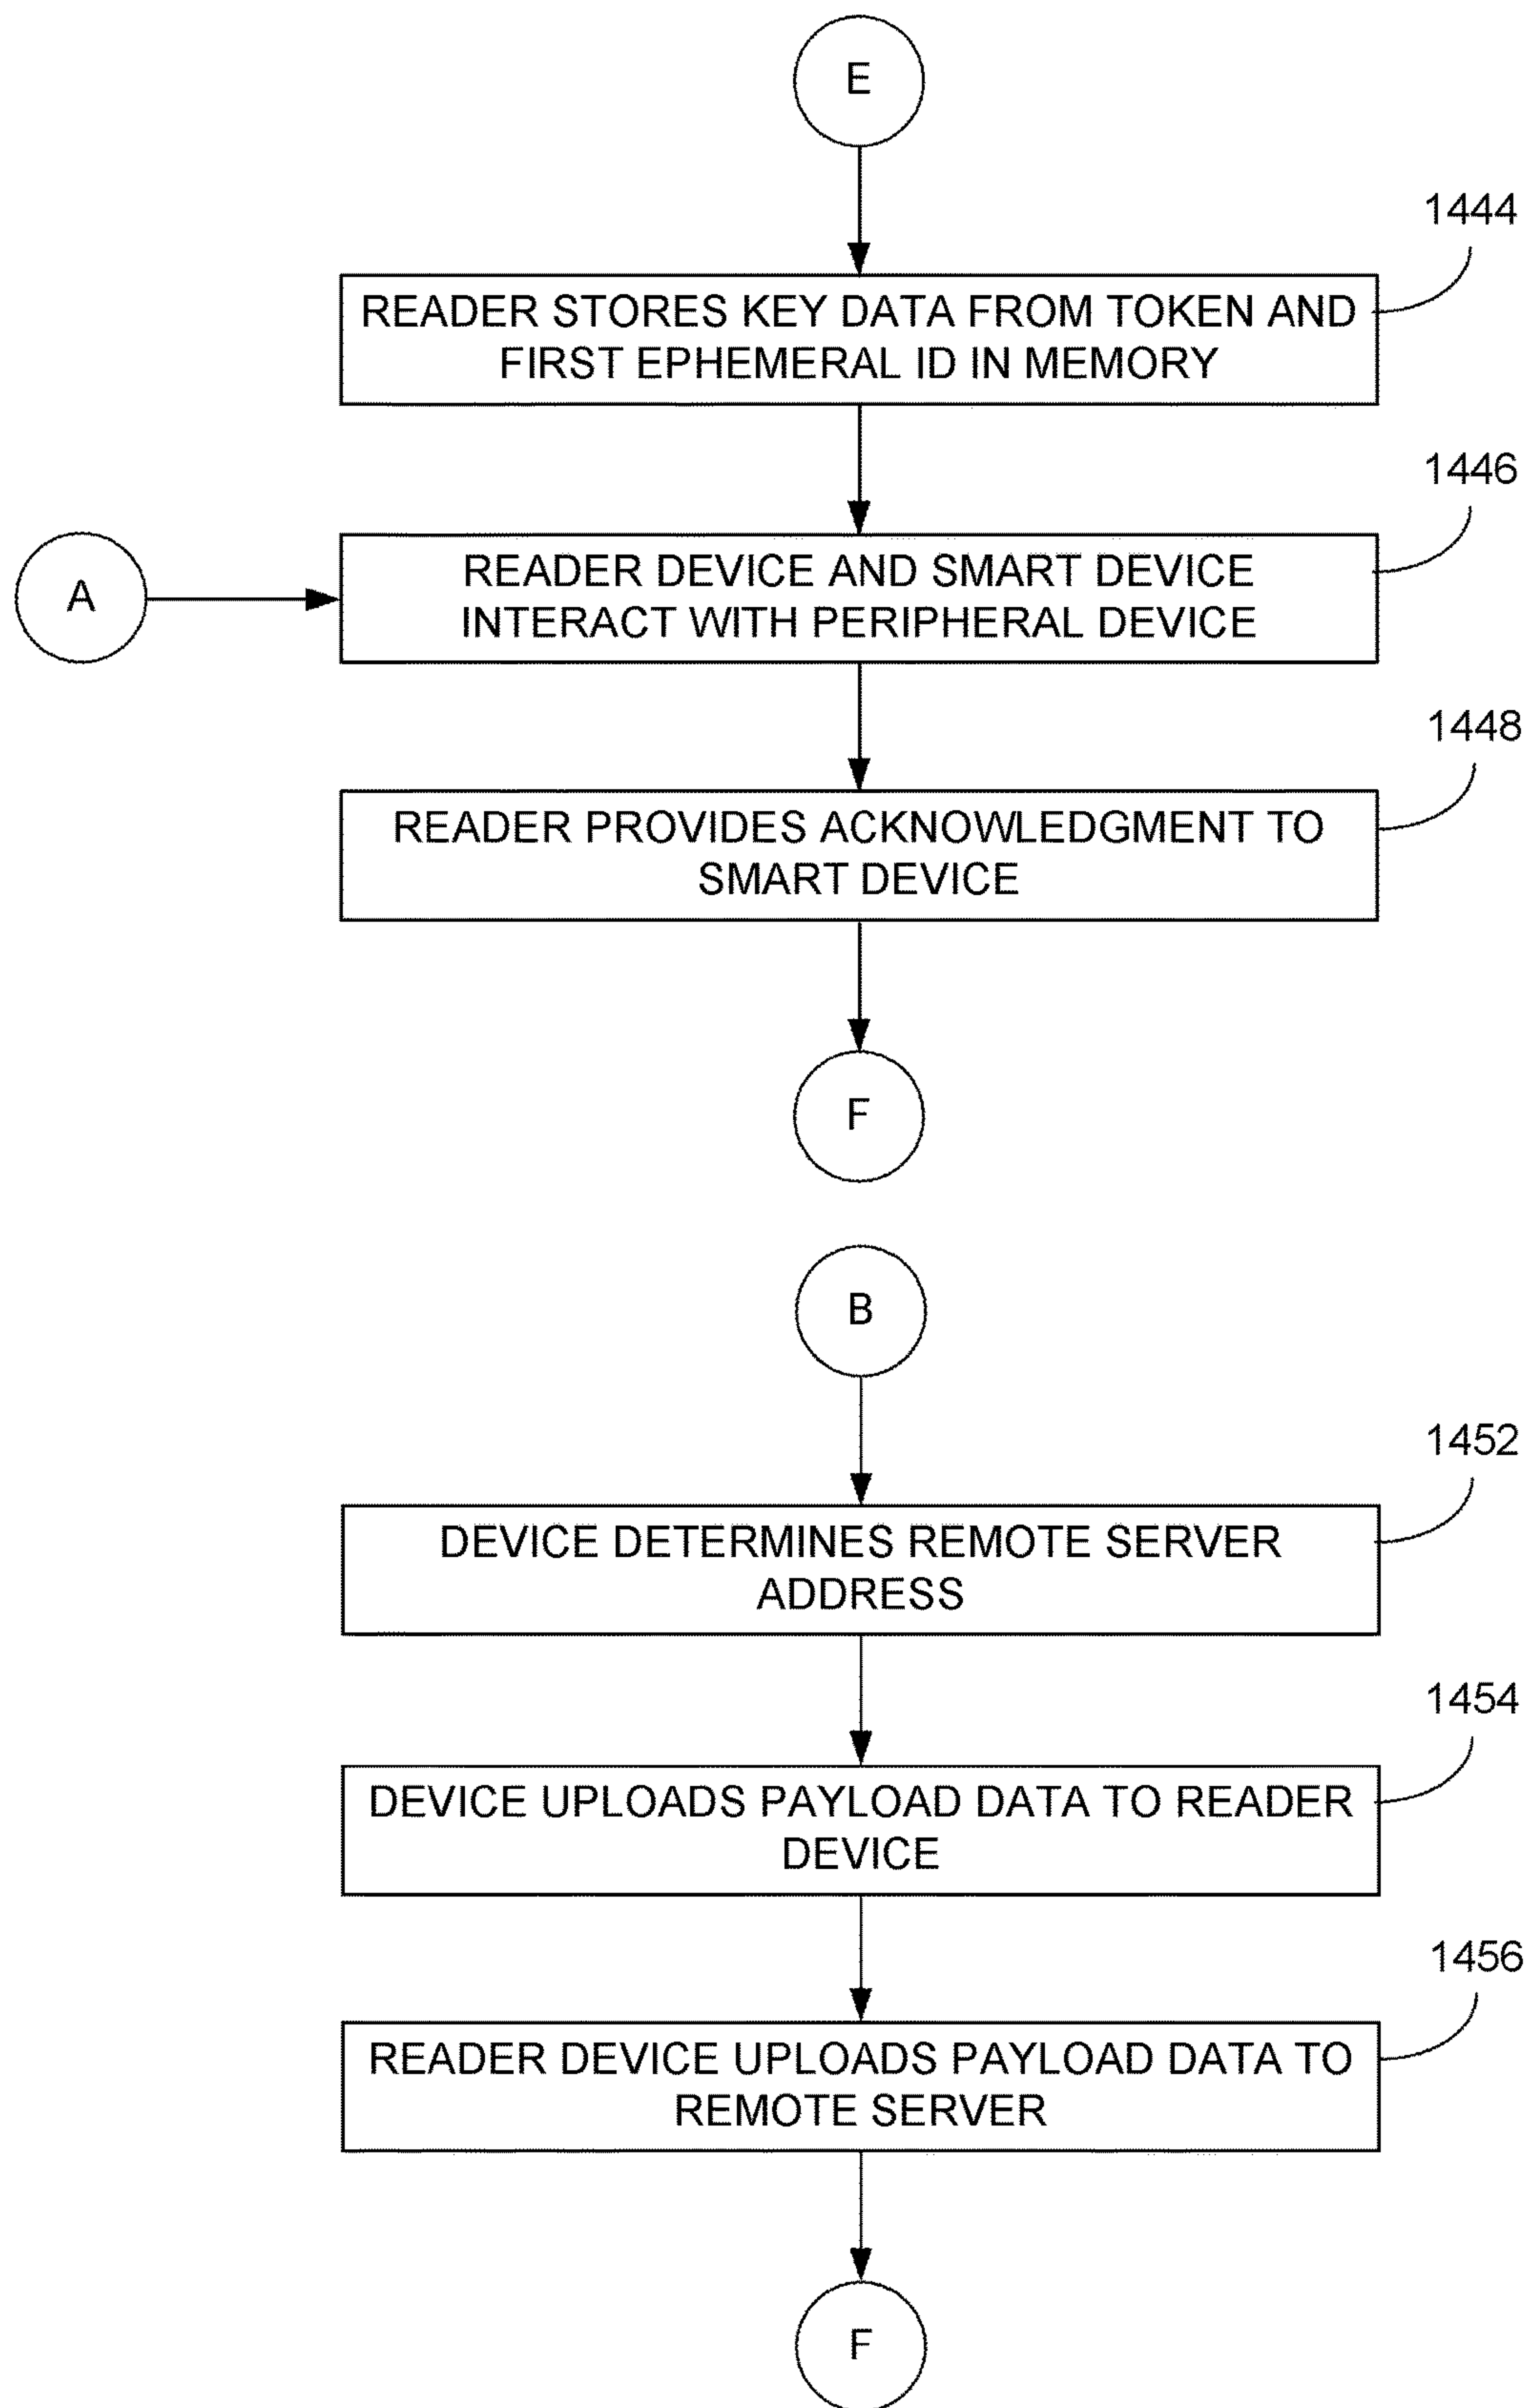 E
1444
READER STORES KEY DATA FROM TOKEN AND
FIRST EPHEMERAL ID IN MEMORY
1446
A
READER DEVICE AND SMART DEVICE
INTERACT WITH PERIPHERAL DEVICE
1448
READER PROVIDES ACKNOWLEDGMENT TO
SMART DEVICE
F
B
1452
DEVICE DETERMINES REMOTE SERVER
ADDRESS
1454
DEVICE UPLOADS PAYLOAD DATA TO READER
DEVICE
1456
READER DEVICE UPLOADS PAYLOAD DATA TO
REMOTE SERVER
F